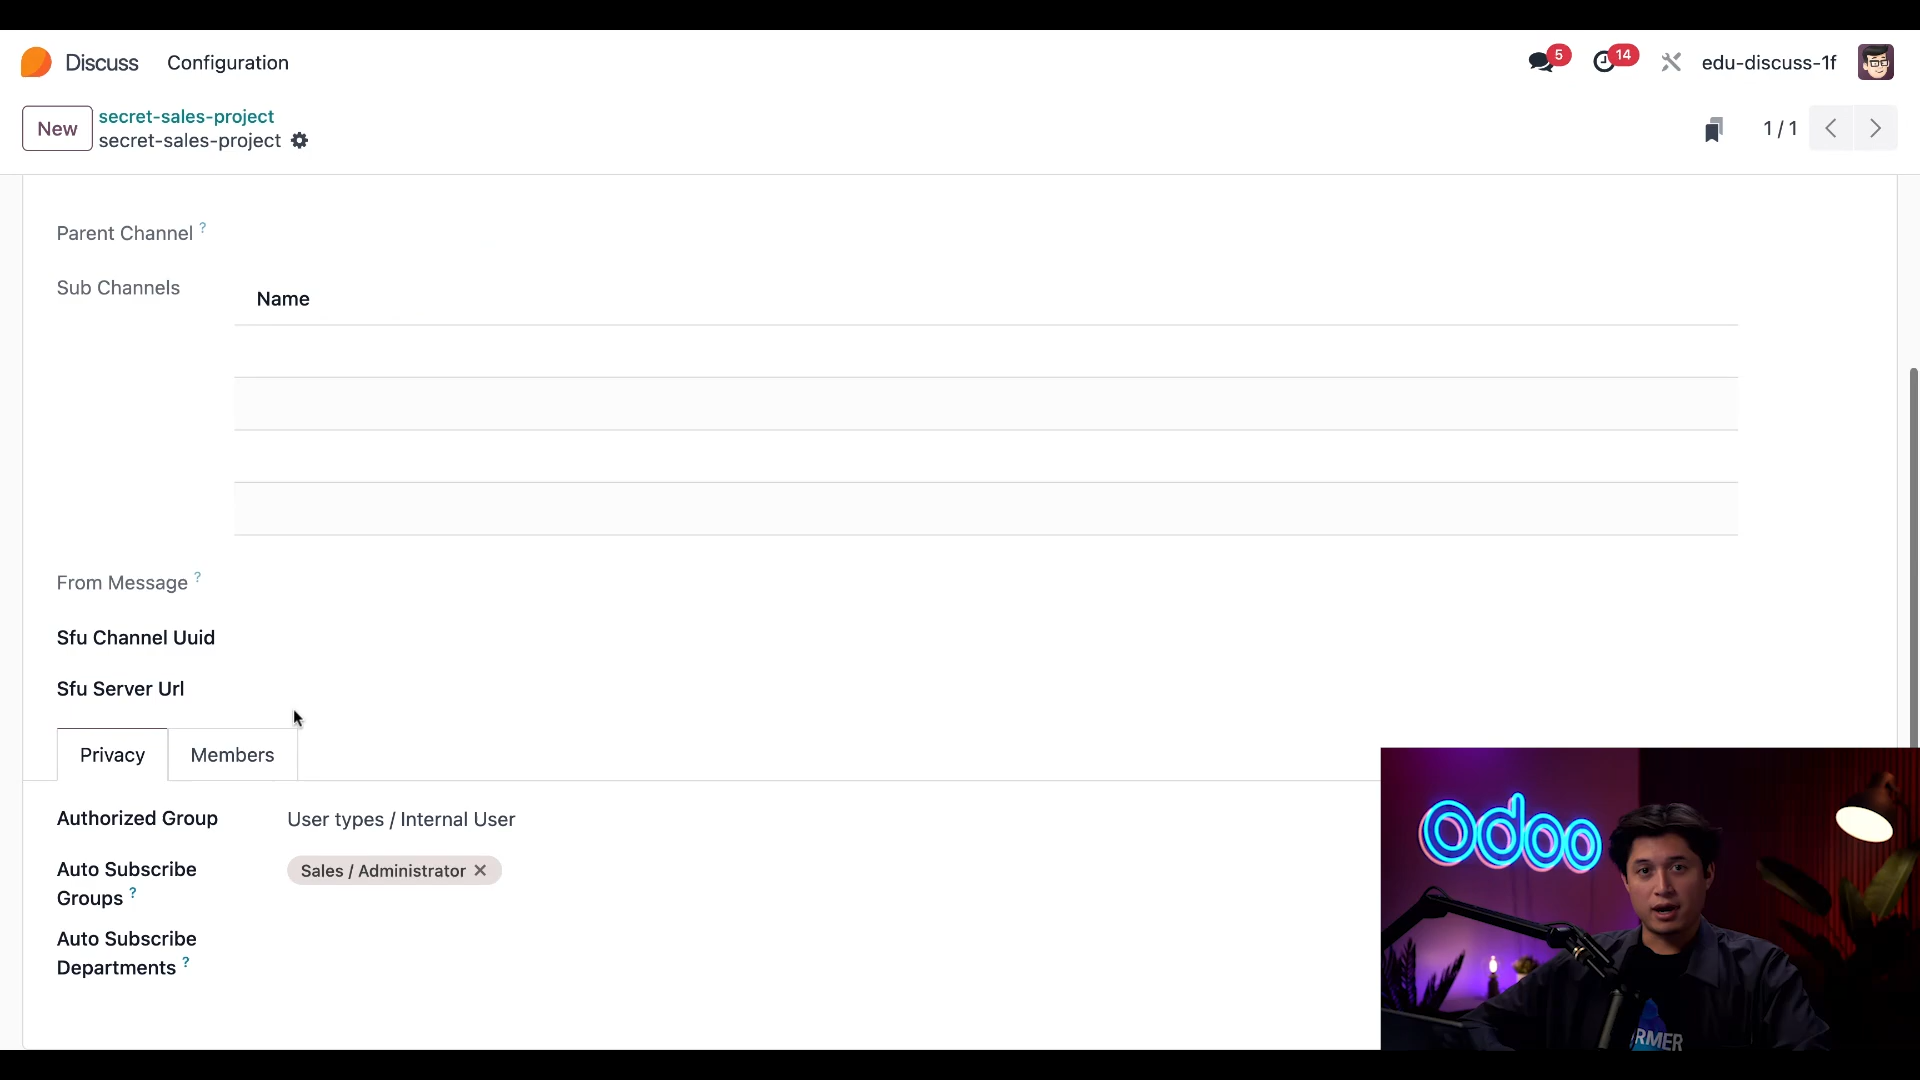 Discuss Configuration 5 14 edu-discuss-1f
New secret-sales-project
secret-sales-project 1 / 1
Parent Channel ?
Sub Channels
Name
From Message ?
Sfu Channel Uuid
Sfu Server Url
Privacy Members
Authorized Group User types / Internal User
Auto Subscribe
Groups ? Sales / Administrator
Auto Subscribe
Departments ?
odoo
RMER